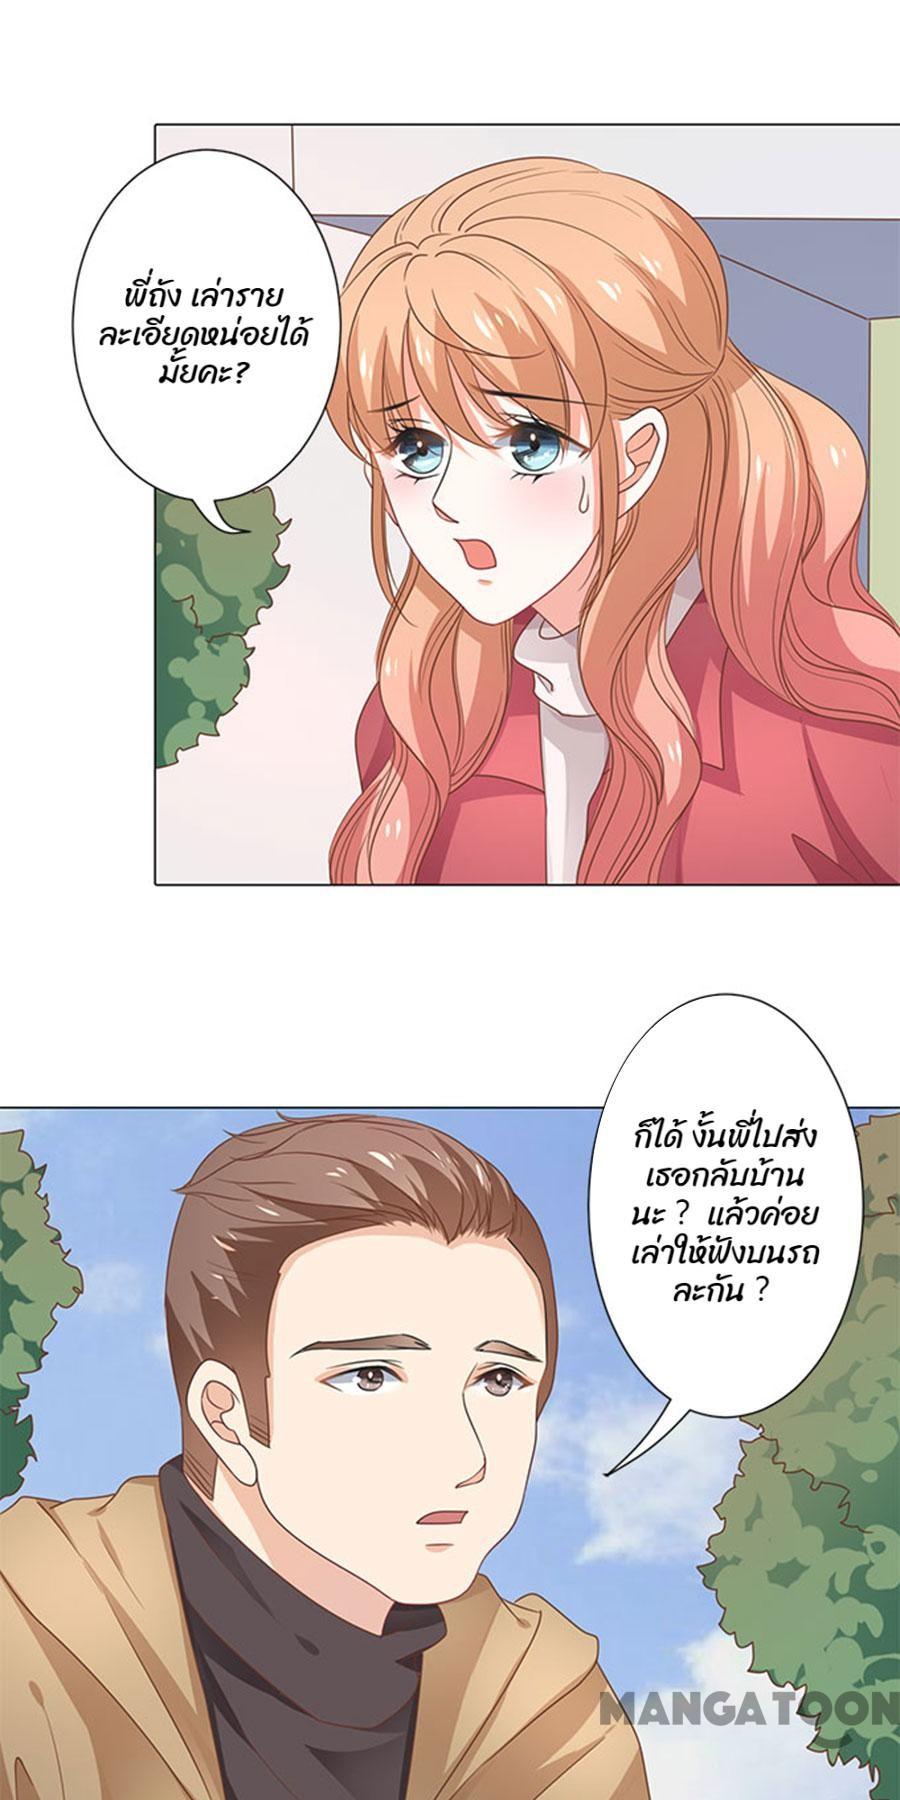 พี่ถัง เล่าราย
ละเอียดหน่อยได้
มั้ยคะ?
ก็ได้ งั้นพี่ไปส่ง
เธอกลับบ้าน
นะ ? แล้วค่อย
เล่าให้ฟังบนรถ
ละกัน ?
MANGATOON